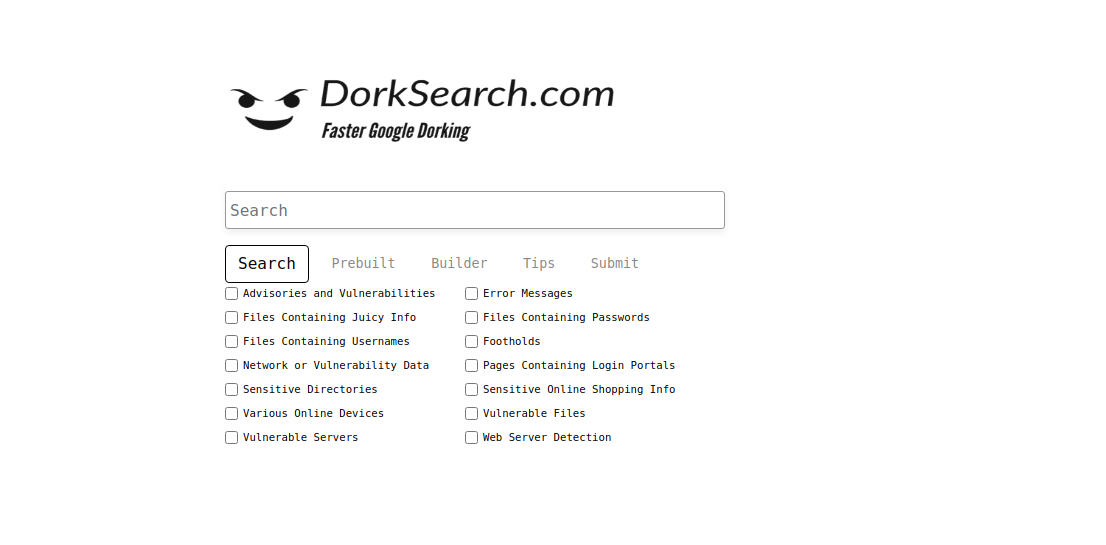 DorkSearch.com
Faster Google Dorking
Search
Search Prebuilt Builder Tips Submit
Advisories and Vulnerabilities Error Messages
Files Containing Juicy Info Files Containing Passwords
Files Containing Usernames Footholds
Network or Vulnerability Data Pages Containing Login Portals
Sensitive Directories Sensitive Online Shopping Info
Various Online Devices Vulnerable Files
Vulnerable Servers Web Server Detection